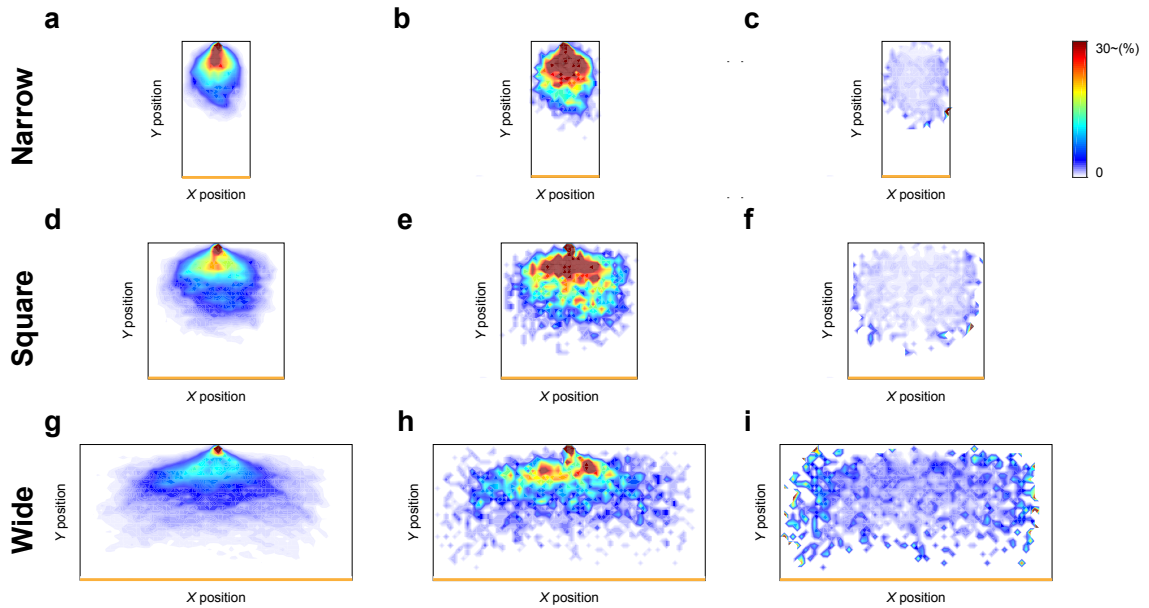 a
b
c
Narrow
Y position
Y position
Y position
30~(%)
0
X position
X position
X position
d
e
f
Square
Y position
Y position
Y position
X position
X position
X position
g
h
i
Wide
Y position
Y position
Y position
X position
X position
X position